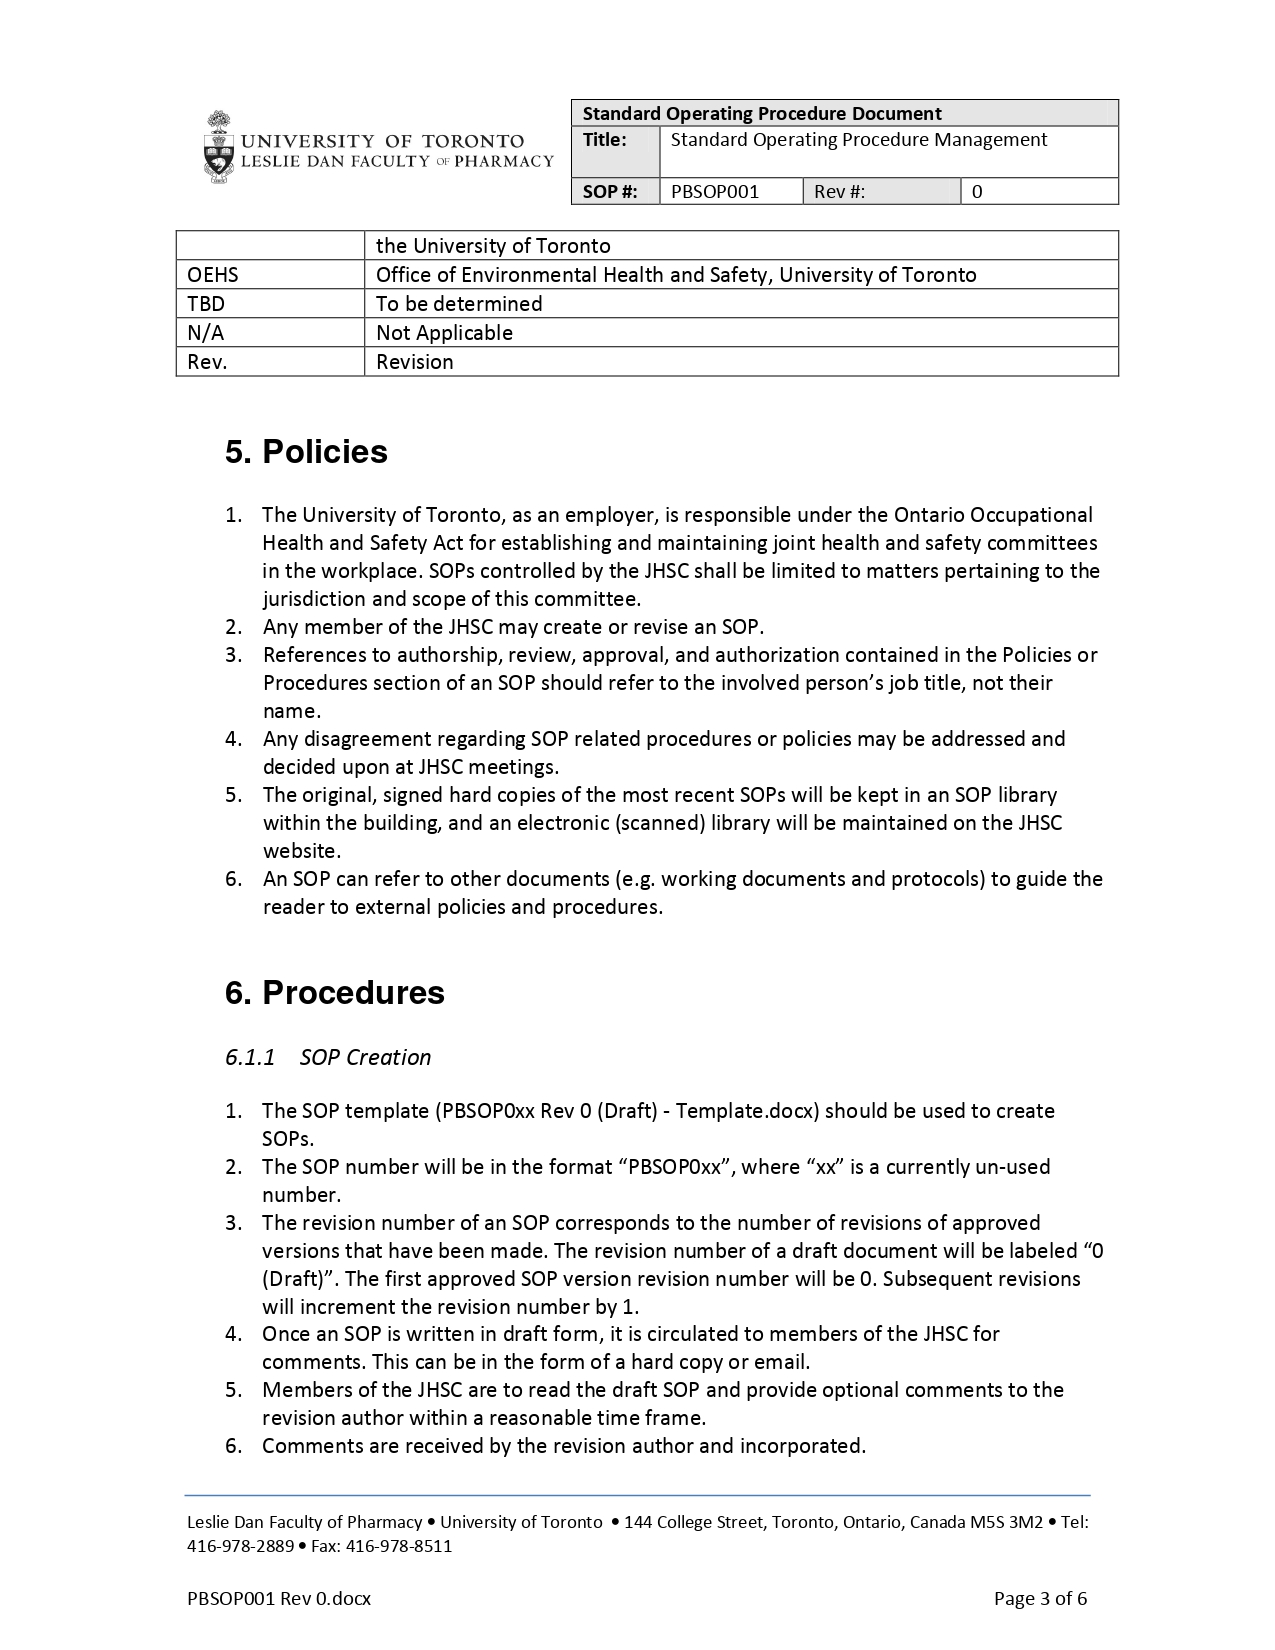 UNIVERSITY OF TORONTO
LESLIE DAN FACULTY OF PHARMACY
Standard Operating Procedure Document
Title: Standard Operating Procedure Management
SOP #: PBSOP001 Rev #: 0
the University of Toronto
OEHS Office of Environmental Health and Safety, University of Toronto
TBD To be determined
N/A Not Applicable
Rev. Revision
5. Policies
1. The University of Toronto, as an employer, is responsible under the Ontario Occupational
Health and Safety Act for establishing and maintaining joint health and safety committees
in the workplace. SOPs controlled by the JHSC shall be limited to matters pertaining to the
jurisdiction and scope of this committee.
2. Any member of the JHSC may create or revise an SOP.
3. References to authorship, review, approval, and authorization contained in the Policies or
Procedures section of an SOP should refer to the involved person’s job title, not their
name.
4. Any disagreement regarding SOP related procedures or policies may be addressed and
decided upon at JHSC meetings.
5. The original, signed hard copies of the most recent SOPs will be kept in an SOP library
within the building, and an electronic (scanned) library will be maintained on the JHSC
website.
6. An SOP can refer to other documents (e.g. working documents and protocols) to guide the
reader to external policies and procedures.
6. Procedures
6.1.1 SOP Creation
1. The SOP template (PBSOP0xx Rev 0 (Draft) - Template.docx) should be used to create
SOPs.
2. The SOP number will be in the format “PBSOP0xx”, where “xx” is a currently un-used
number.
3. The revision number of an SOP corresponds to the number of revisions of approved
versions that have been made. The revision number of a draft document will be labeled “0
(Draft)”. The first approved SOP version revision number will be 0. Subsequent revisions
will increment the revision number by 1.
4. Once an SOP is written in draft form, it is circulated to members of the JHSC for
comments. This can be in the form of a hard copy or email.
5. Members of the JHSC are to read the draft SOP and provide optional comments to the
revision author within a reasonable time frame.
6. Comments are received by the revision author and incorporated.
Leslie Dan Faculty of Pharmacy • University of Toronto • 144 College Street, Toronto, Ontario, Canada M5S 3M2 • Tel:
416-978-2889 • Fax: 416-978-8511
PBSOP001 Rev 0.docx Page 3 of 6